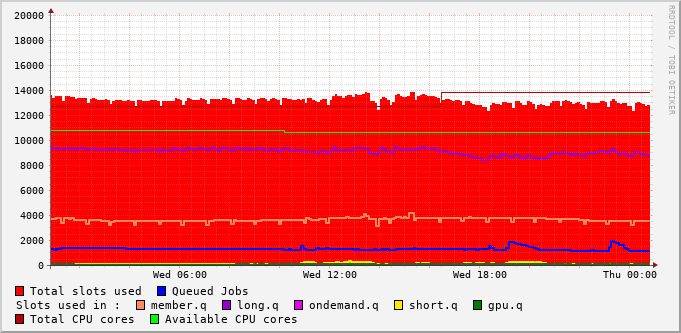 RRDTOOL / TOBI OETIKER
20000
18000
16000
14000
12000
10000
8000
6000
4000
2000
0
Wed 06:00 Wed 12:00 Wed 18:00 Thu 00:00
Total slots used Queued Jobs
Slots used in : member.q long.q ondemand.q short.q gpu.q
Total CPU cores Available CPU cores